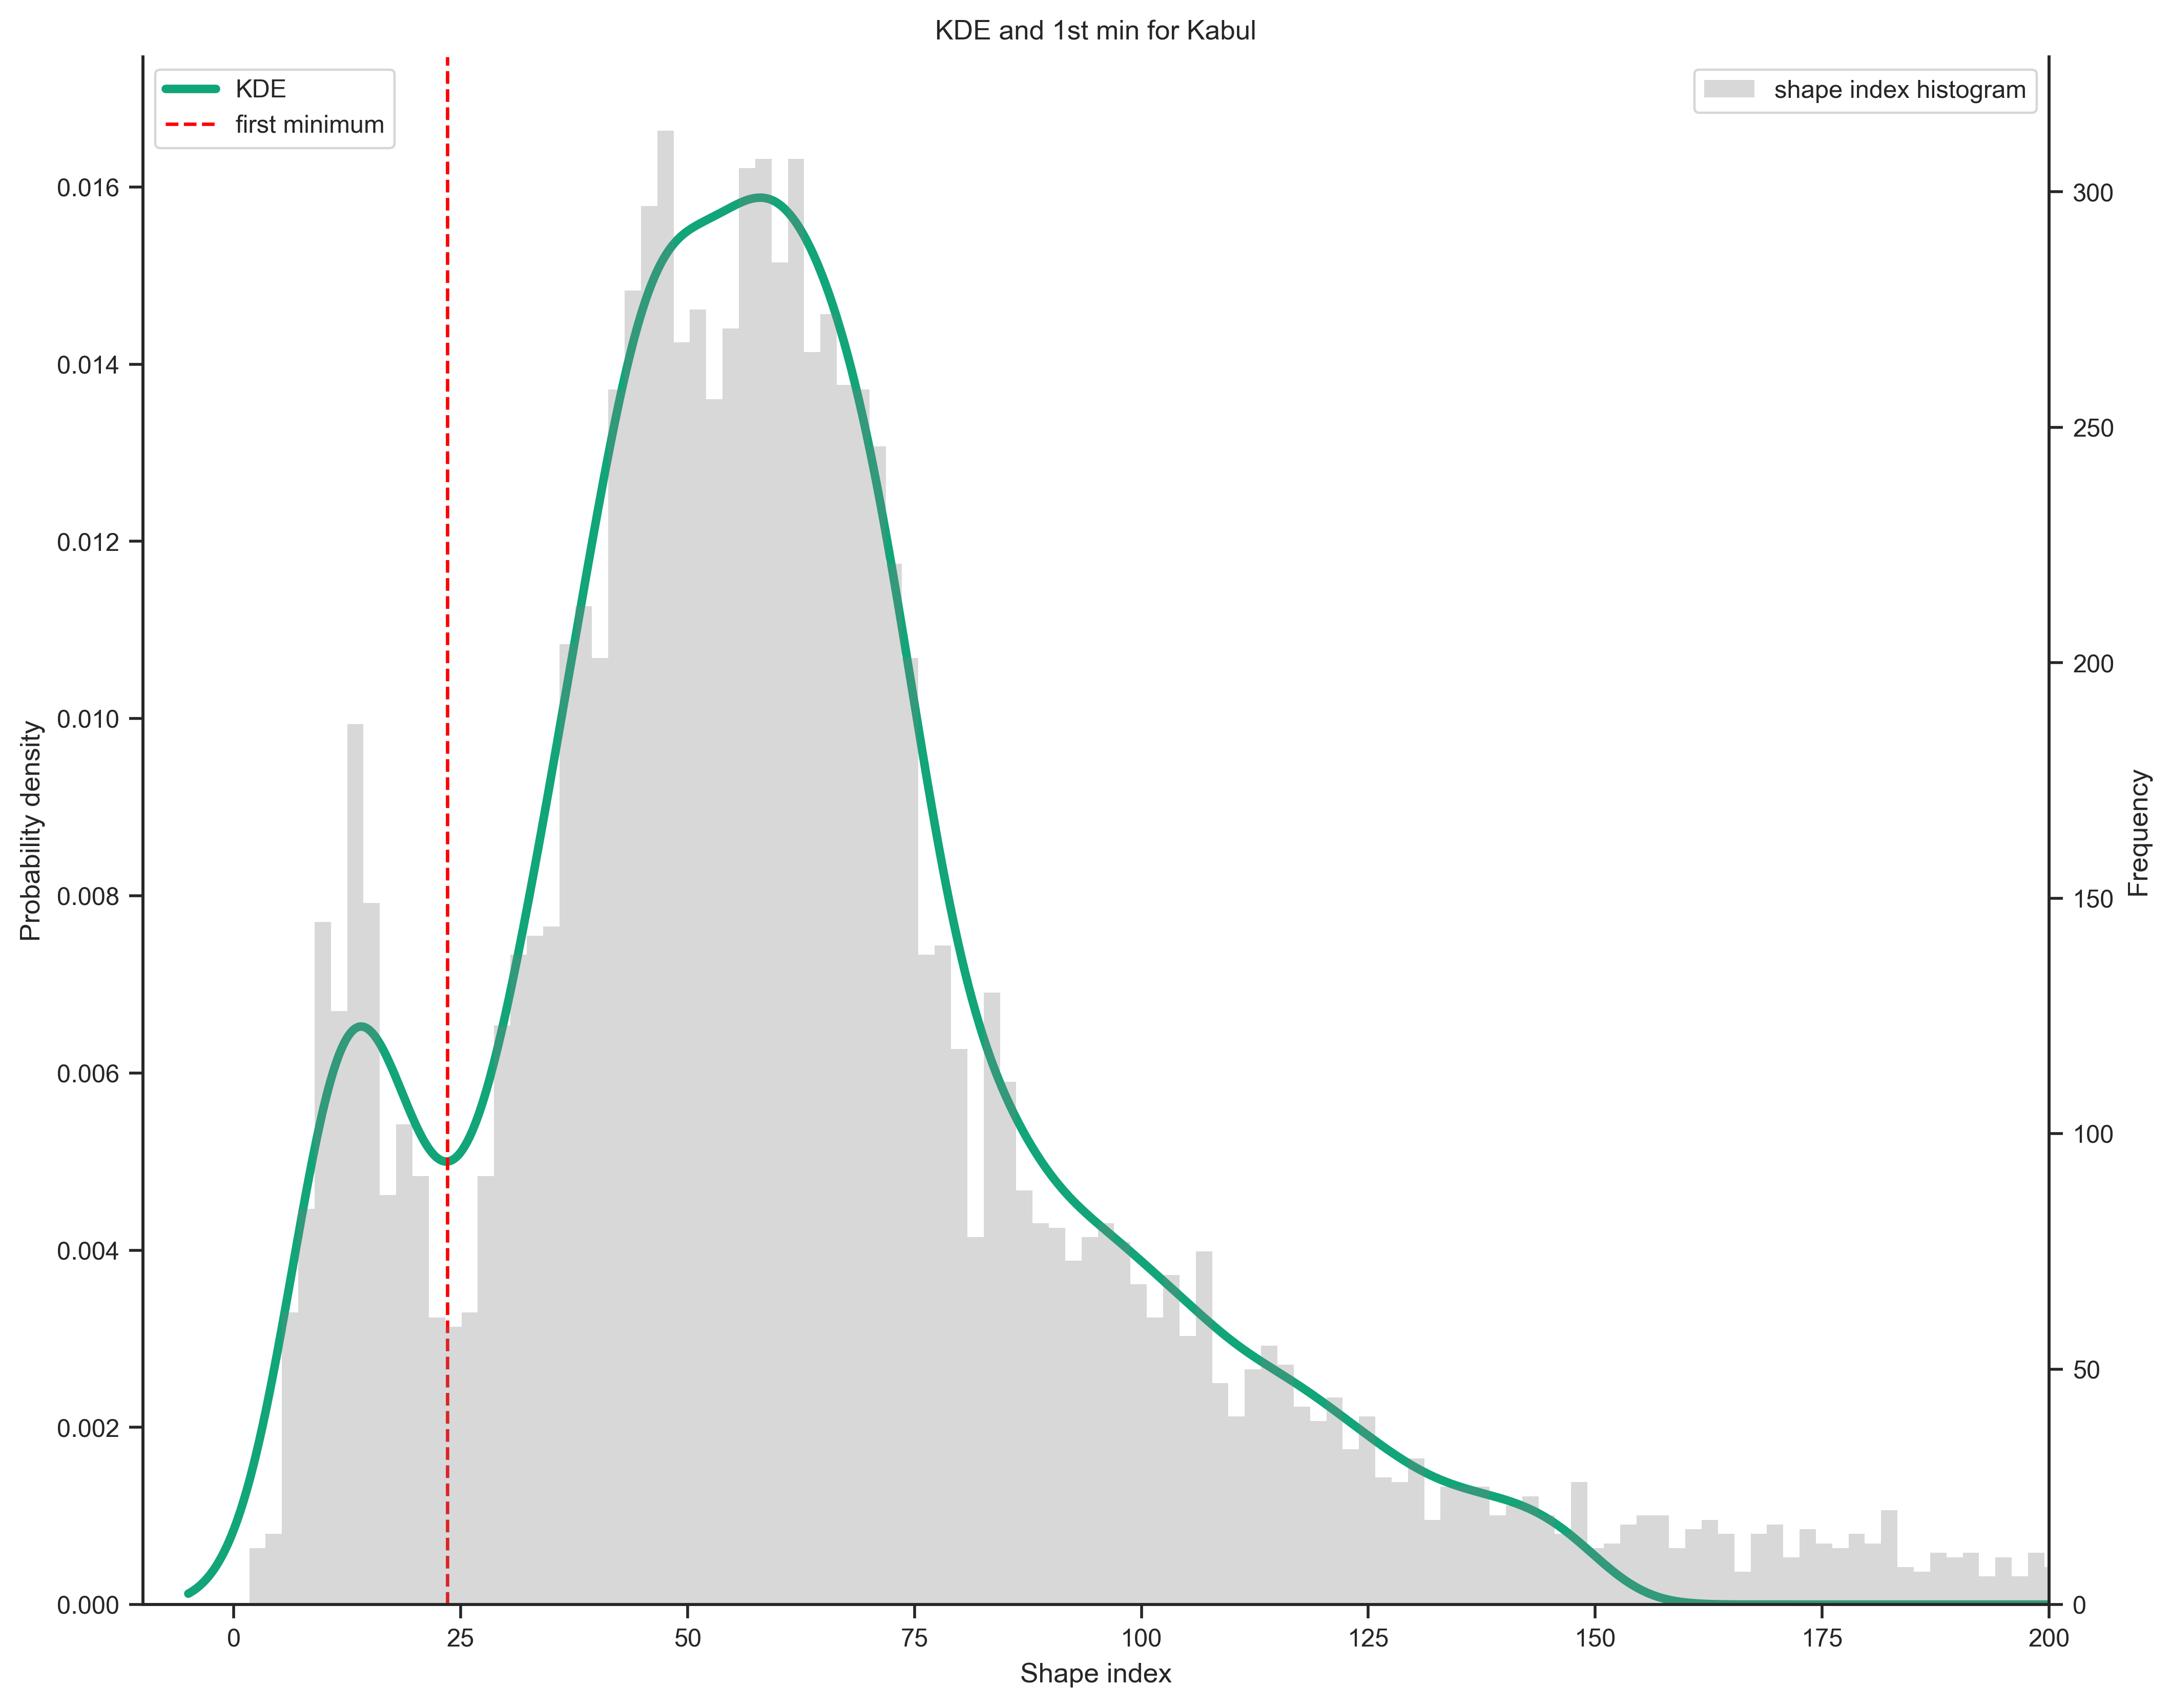 KDE and 1st min for Kabul
KDE
first minimum
shape index histogram
Probability density
0.016
0.014
0.012
0.010
0.008
0.006
0.004
0.002
0.000
300
250
200
150
100
50
0
Frequency
0 25 50 75 100 125 150 175 200
Shape index